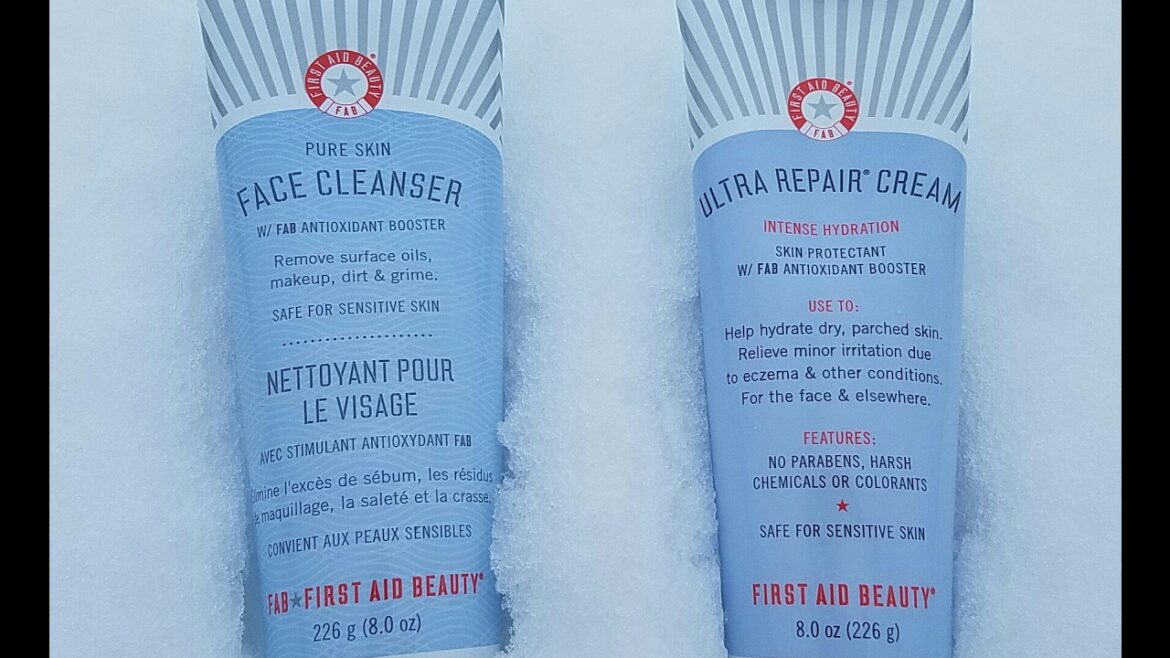 FIRST AID BEAUTY®
FAB
PURE SKIN
FACE CLEANSER
W/ FAB ANTIOXIDANT BOOSTER
Remove surface oils,
makeup, dirt & grime.
SAFE FOR SENSITIVE SKIN
NETTOYANT POUR
LE VISAGE
AVEC STIMULANT ANTIOXYDANT FAB
l'excès de sébum, les résidus
maquillage, la saleté et la crasse.
CONVIENT AUX PEAUX SENSIBLES
FAB★FIRST AID BEAUTY®
226 g (8.0 oz)
FIRST AID BEAUTY®
FAB
ULTRA REPAIR® CREAM
INTENSE HYDRATION
SKIN PROTECTANT
W/ FAB ANTIOXIDANT BOOSTER
USE TO:
Help hydrate dry, parched skin.
Relieve minor irritation due
to eczema & other conditions.
For the face & elsewhere.
FEATURES:
NO PARABENS, HARSH
CHEMICALS OR COLORANTS
★
SAFE FOR SENSITIVE SKIN
FIRST AID BEAUTY®
8.0 oz (226 g)